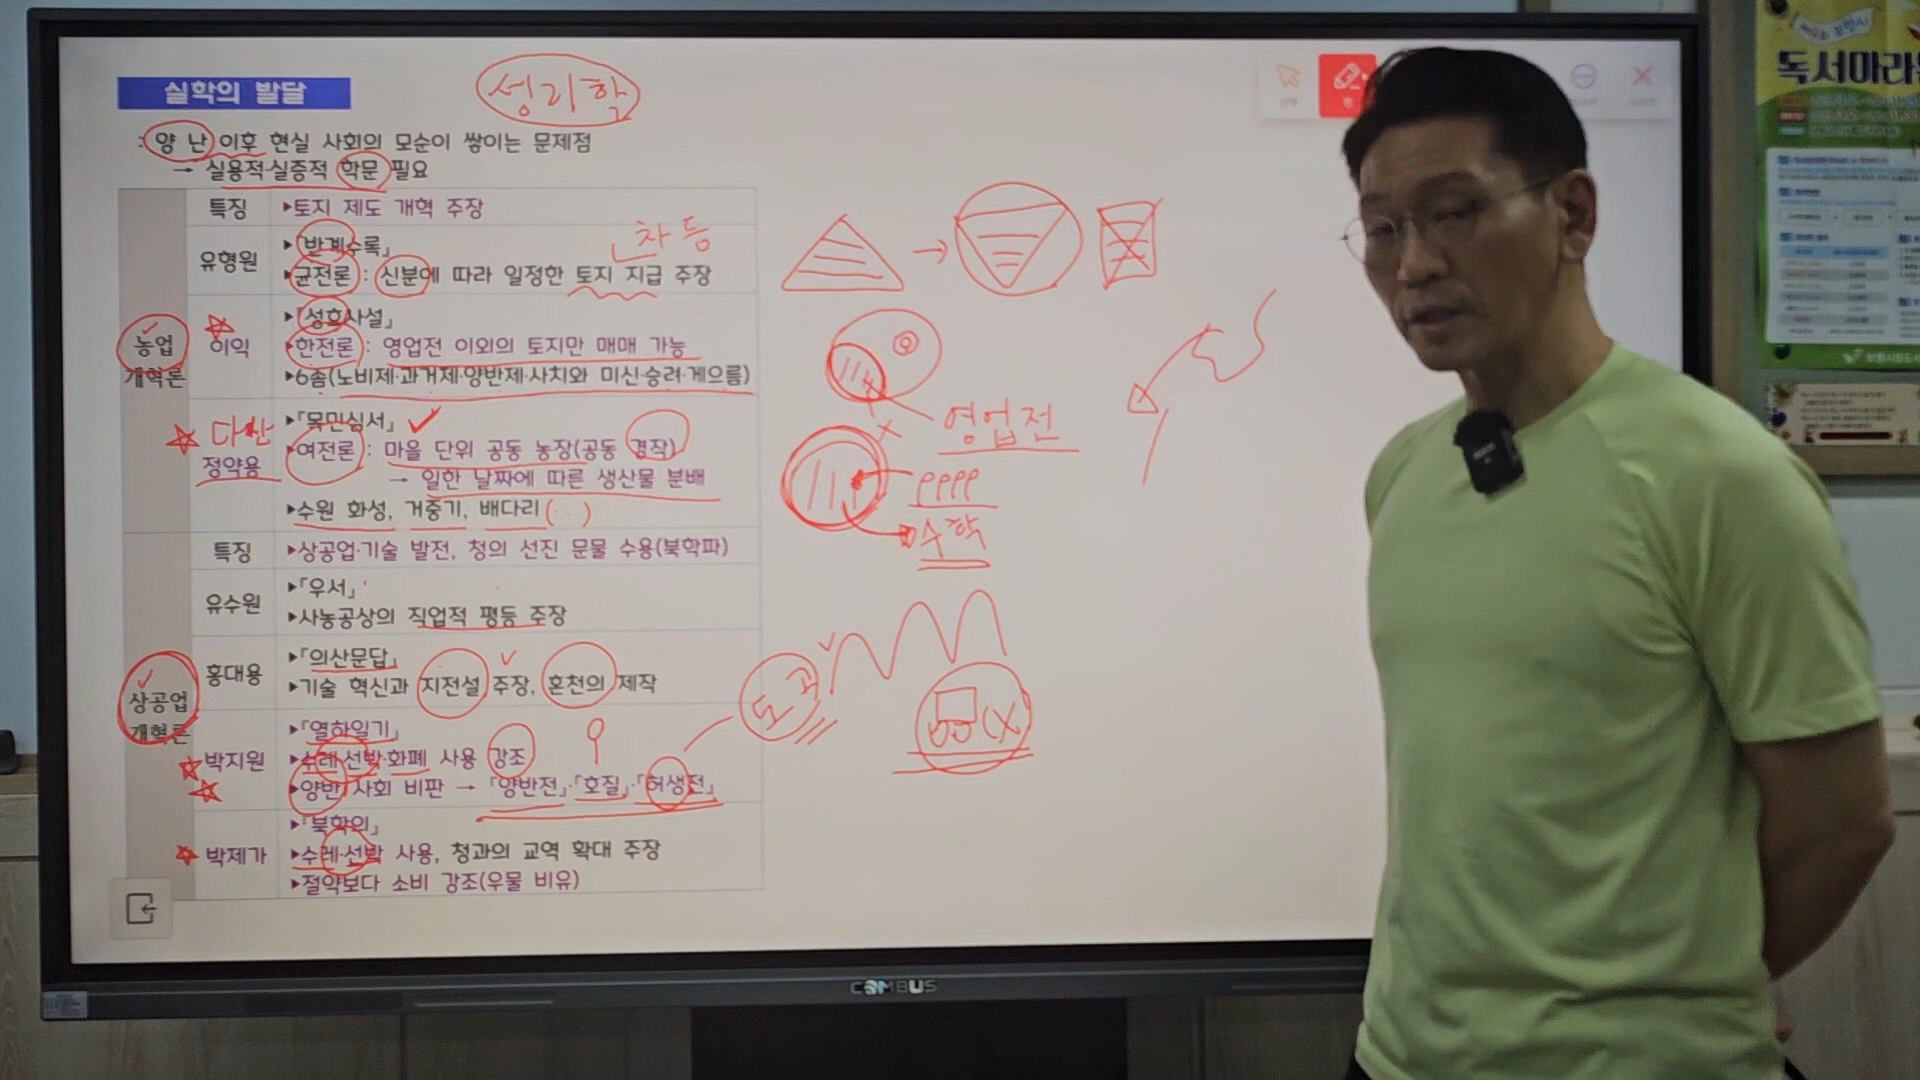 실학의 발달
성리학
: 양 난 이후 현실 사회의 모순이 쌓이는 문제점
→ 실용적·실증적 학문 필요
특징
▸토지 제도 개혁 주장
유형원
▸「반계수록」
차등
▸균전론 : 신분에 따라 일정한 토지 지급 주장
농업
개혁론
이익
▸「성호사설」
▸한전론 : 영업전 이외의 토지만 매매 가능
▸6좀(노비제·과거제·양반제·사치와 미신·승려·게으름)
영업전
다산
정약용
▸「목민심서」
▸여전론 : 마을 단위 공동 농장(공동 경작)
→ 일한 날짜에 따른 생산물 분배
▸수원 화성, 거중기, 배다리
수확
특징
▸상공업·기술 발전, 청의 선진 문물 수용(북학파)
유수원
▸「우서」
▸사농공상의 직업적 평등 주장
상공업
개혁론
홍대용
▸「의산문답」
▸기술 혁신과 지전설 주장, 혼천의 제작
박지원
▸「열하일기」
▸수레·선박·화폐 사용 강조
▸양반 사회 비판 → 「양반전」·「호질」·「허생전」
도고
(X
박제가
▸「북학의」
▸수레·선박 사용, 청과의 교역 확대 주장
▸절약보다 소비 강조(우물 비유)
COMBUS
독서마라